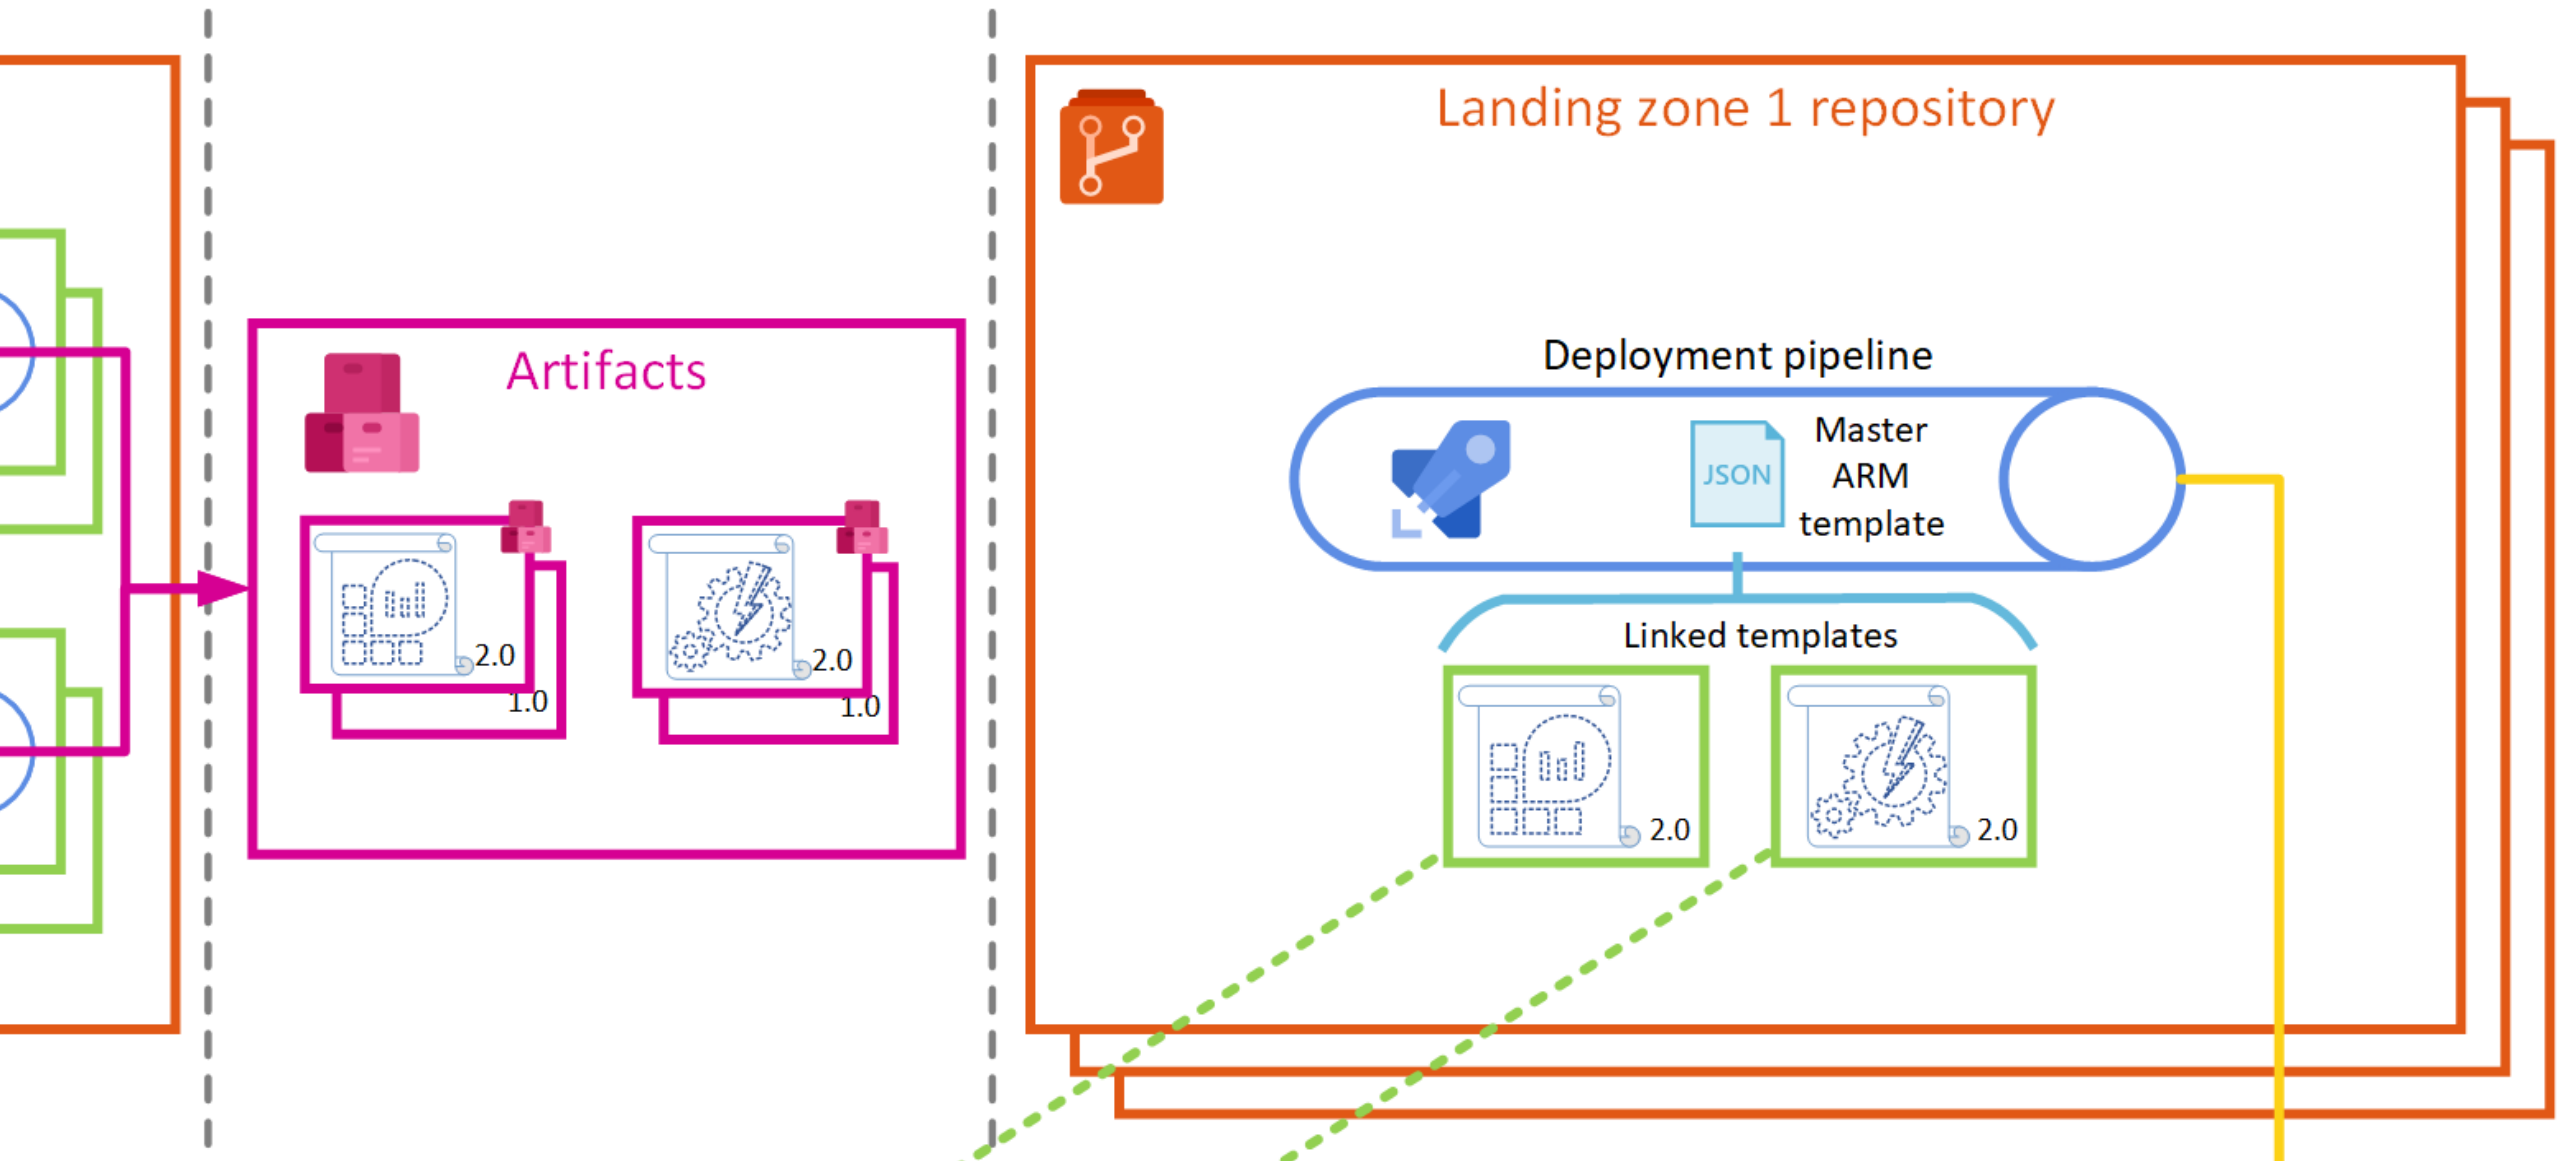 Landing zone 1 repository
Artifacts
2.0
1.0
2.0
1.0
Deployment pipeline
JSON
Master
ARM
template
Linked templates
2.0
2.0